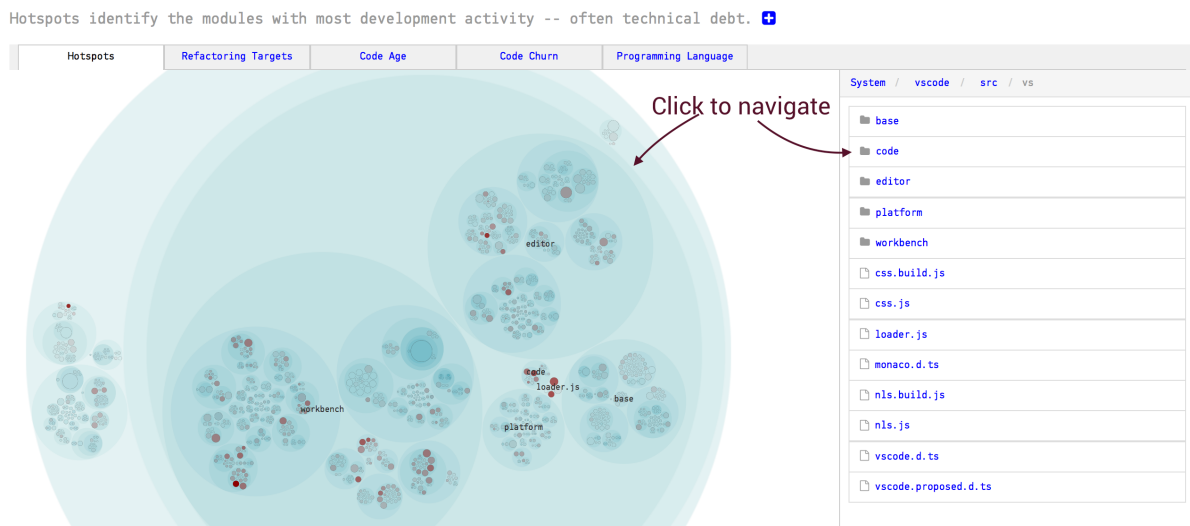 Hotspots identify the modules with most development activity -- often technical debt.
Hotspots
Refactoring Targets
Code Age
Code Churn
Programming Language
Click to navigate
editor
code
loader.js
workbench
base
platform
System / vscode / src / vs
base
code
editor
platform
workbench
css.build.js
css.js
loader.js
monaco.d.ts
nls.build.js
nls.js
vscode.d.ts
vscode.proposed.d.ts